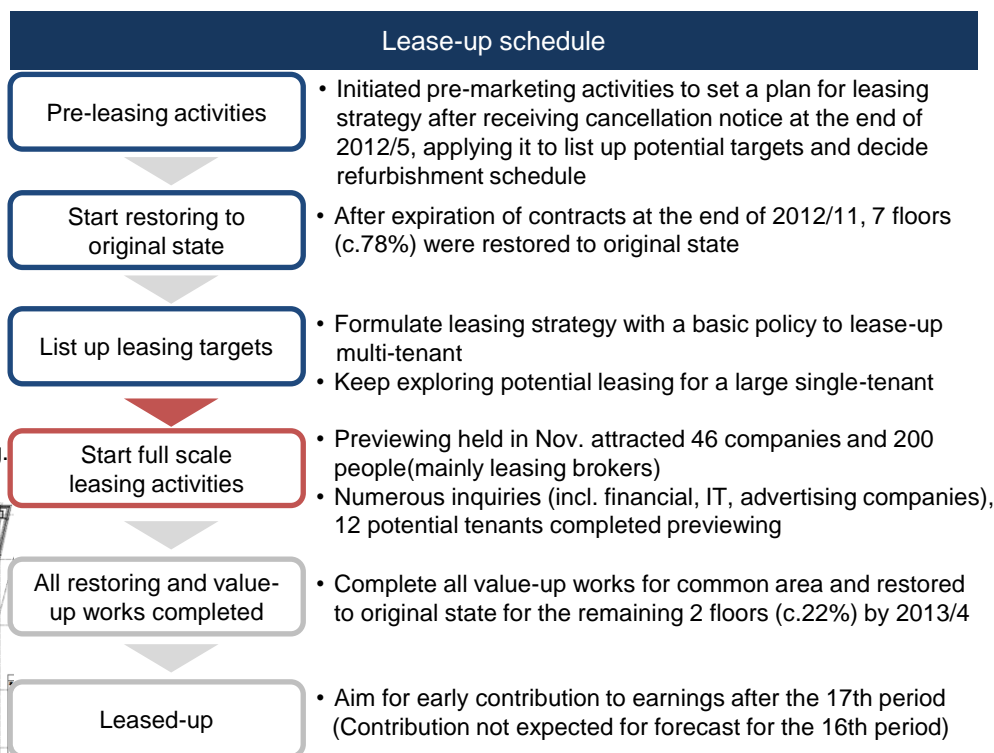 Lease-up schedule
Pre-leasing activities
• Initiated pre-marketing activities to set a plan for leasing
strategy after receiving cancellation notice at the end of
2012/5, applying it to list up potential targets and decide
refurbishment schedule
Start restoring to
original state
• After expiration of contracts at the end of 2012/11, 7 floors
(c.78%) were restored to original state
List up leasing targets
• Formulate leasing strategy with a basic policy to lease-up
multi-tenant
• Keep exploring potential leasing for a large single-tenant
Start full scale
leasing activities
• Previewing held in Nov. attracted 46 companies and 200
people(mainly leasing brokers)
• Numerous inquiries (incl. financial, IT, advertising companies),
12 potential tenants completed previewing
All restoring and value-
up works completed
• Complete all value-up works for common area and restored
to original state for the remaining 2 floors (c.22%) by 2013/4
Leased-up
• Aim for early contribution to earnings after the 17th period
(Contribution not expected for forecast for the 16th period)